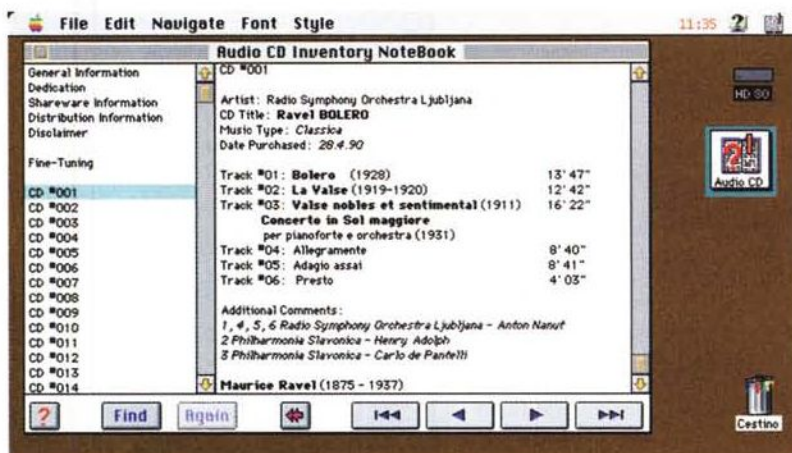 File Edit Navigate Font Style
11:35
Audio CD Inventory NoteBook
General Information
Dedication
Shareware Information
Distribution Information
Disclaimer
Fine-Tuning
CD #001
CD #002
CD #003
CD #004
CD #005
CD #006
CD #007
CD #008
CD #009
CD #010
CD #011
CD #012
CD #013
CD #014
CD #001
Artist: Radio Symphony Orchestra Ljubljana
CD Title: Ravel BOLERO
Music Type: Classica
Date Purchased: 28.4.90
Track #01: Bolero (1928) 13'47"
Track #02: La Valse (1919-1920) 12'42"
Track #03: Valse nobles et sentimental (1911) 16'22"
Concerto in Sol maggiore
per pianoforte e orchestra (1931)
Track #04: Allegramente 8'40"
Track #05: Adagio assai 8'41"
Track #06: Presto 4'03"
Additional Comments:
1, 4, 5, 6 Radio Symphony Orchestra Ljubljana - Anton Nanut
2 Philharmonia Slavonica - Henry Adolph
3 Philharmonia Slavonica - Carlo de Pantelli
Maurice Ravel (1875 - 1937)
? Find Again
HD 80
Audio CD
Cestino